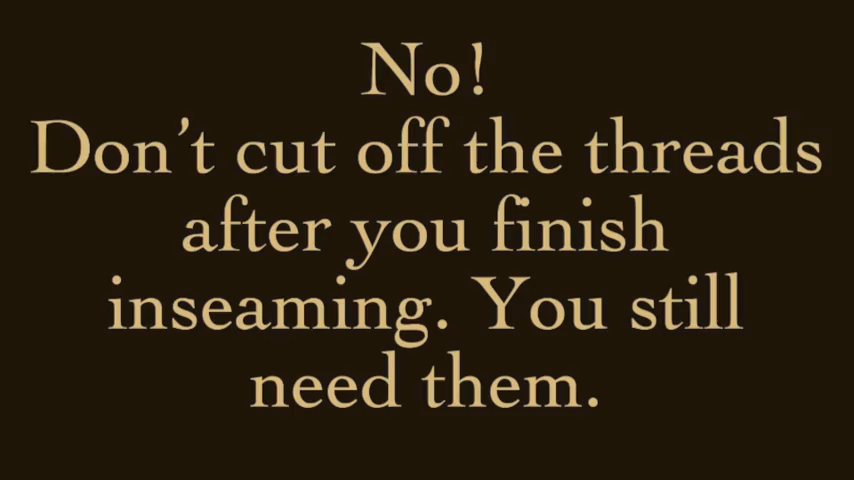 No!
Don’t cut off the threads
after you finish
inseaming. You still
need them.